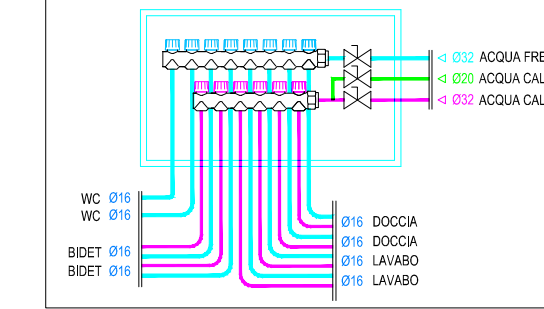 Ø32 ACQUA FRE
Ø20 ACQUA CAL
Ø32 ACQUA CAL
WC Ø16
WC Ø16
BIDET Ø16
BIDET Ø16
Ø16 DOCCIA
Ø16 DOCCIA
Ø16 LAVABO
Ø16 LAVABO